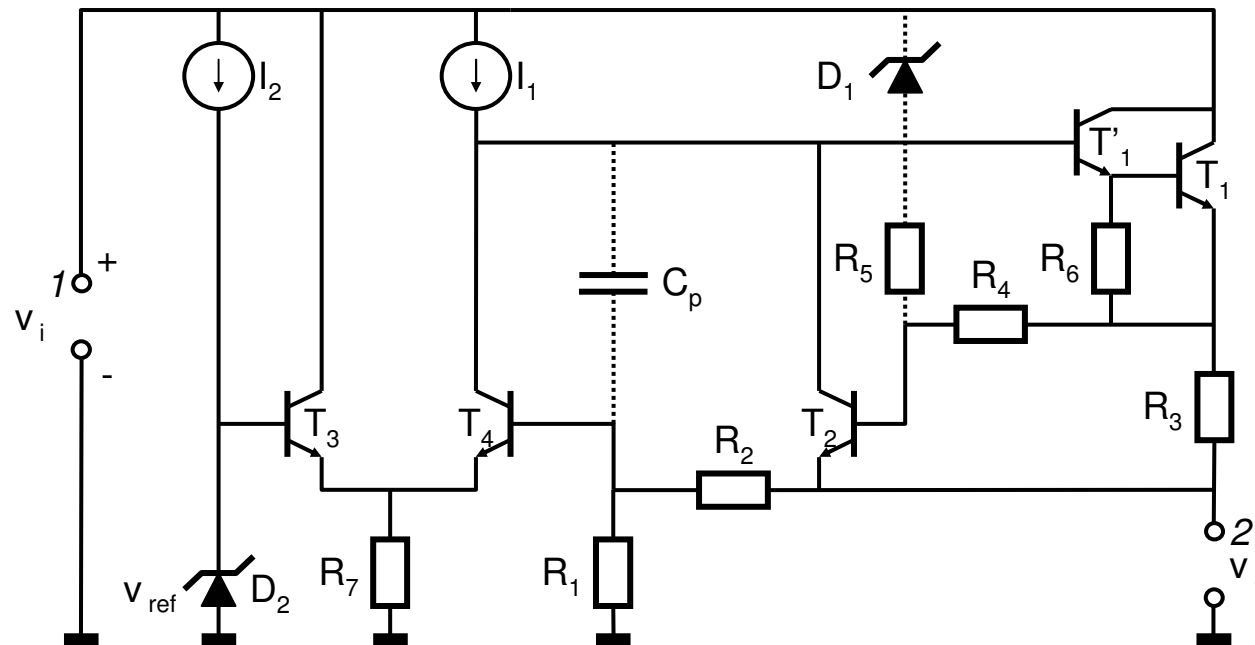 I2
I1
D1
T'1
T1
1
+
vi
-
Cp
R5
R4
R6
T3
T4
T2
R3
R2
2
v
vref
D2
R7
R1